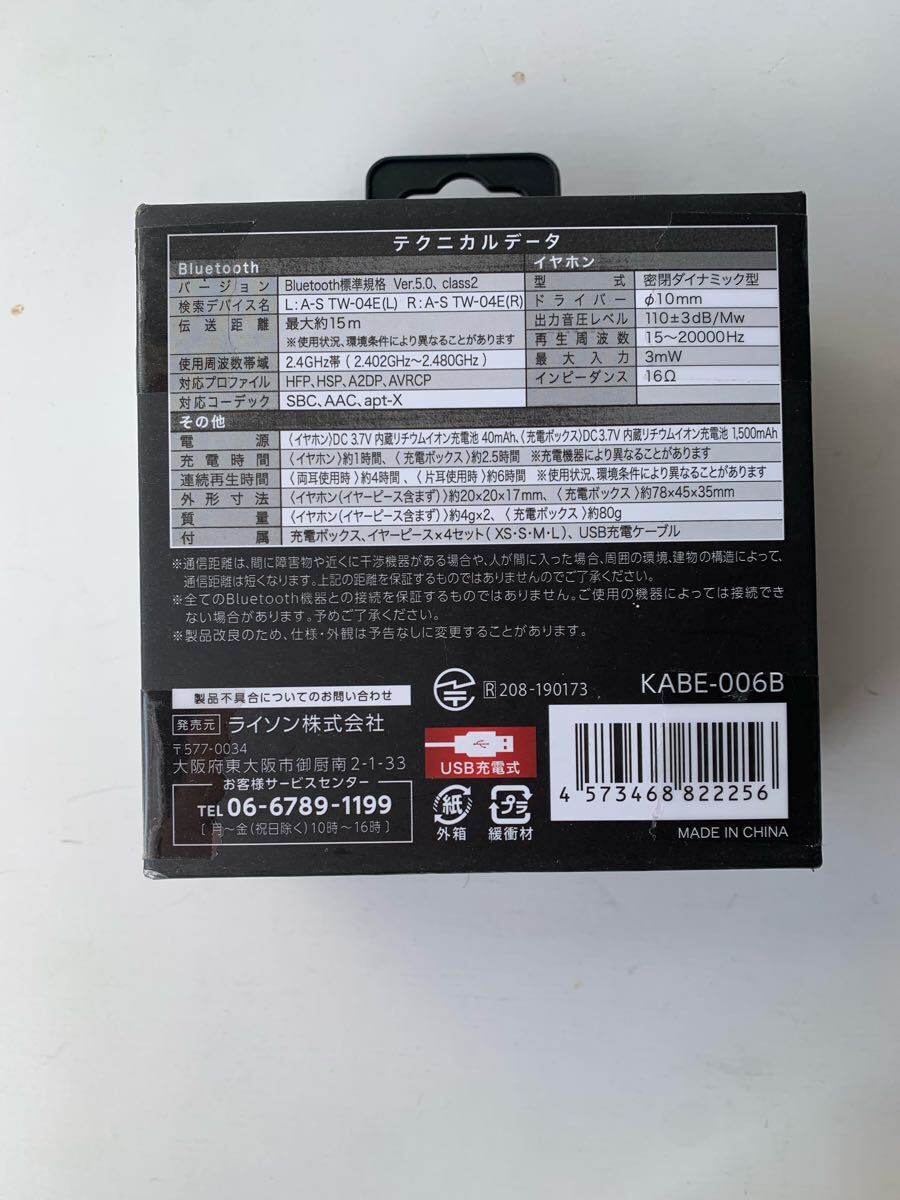 テクニカルデータ
Bluetooth
バージョン Bluetooth標準規格 Ver.5.0、class2
検索デバイス名 L:A-S TW-04E(L) R:A-S TW-04E(R)
伝送距離 最大約15m
※使用状況、環境条件により異なることがあります
使用周波数帯域 2.4GHz帯(2.402GHz〜2.480GHz)
対応プロファイル HFP、HSP、A2DP、AVRCP
対応コーデック SBC、AAC、apt-X
イヤホン
型式 密閉ダイナミック型
ドライバー φ10mm
出力音圧レベル 110±3dB/Mw
再生周波数 15〜20000Hz
最大入力 3mW
インピーダンス 16Ω
その他
電源 〈イヤホン〉DC 3.7V 内蔵リチウムイオン充電池 40mAh、〈充電ボックス〉DC3.7V 内蔵リチウムイオン充電池 1,500mAh
充電時間 〈イヤホン〉約1時間、〈充電ボックス〉約2.5時間 ※充電機器により異なることがあります
連続再生時間 〈両耳使用時〉約4時間、〈片耳使用時〉約6時間 ※使用状況、環境条件により異なることがあります
外形寸法 〈イヤホン(イヤーピース含まず)〉約20×20×17mm、〈充電ボックス〉約78×45×35mm
質量 〈イヤホン(イヤーピース含まず)〉約4g×2、〈充電ボックス〉約80g
付属 充電ボックス、イヤーピース×4セット(XS・S・M・L)、USB充電ケーブル
※通信距離は、間に障害物や近くに干渉機器がある場合や、人が間に入った場合、周囲の環境、建物の構造によって、
通信距離は短くなります。上記の距離を保証するものではありませんのでご了承ください。
※全てのBluetooth機器との接続を保証するものではありません。ご使用の機器によっては接続でき
ない場合があります。予めご了承ください。
※製品改良のため、仕様・外観は予告なしに変更することがあります。
製品不具合についてのお問い合わせ
発売元 ライソン株式会社
〒577-0034
大阪府東大阪市御厨南2-1-33
お客様サービスセンター
TEL 06-6789-1199
[月〜金(祝日除く)10時〜16時]
R 208-190173
KABE-006B
USB充電式
紙
外箱
プラ
緩衝材
4 573468 822256
MADE IN CHINA